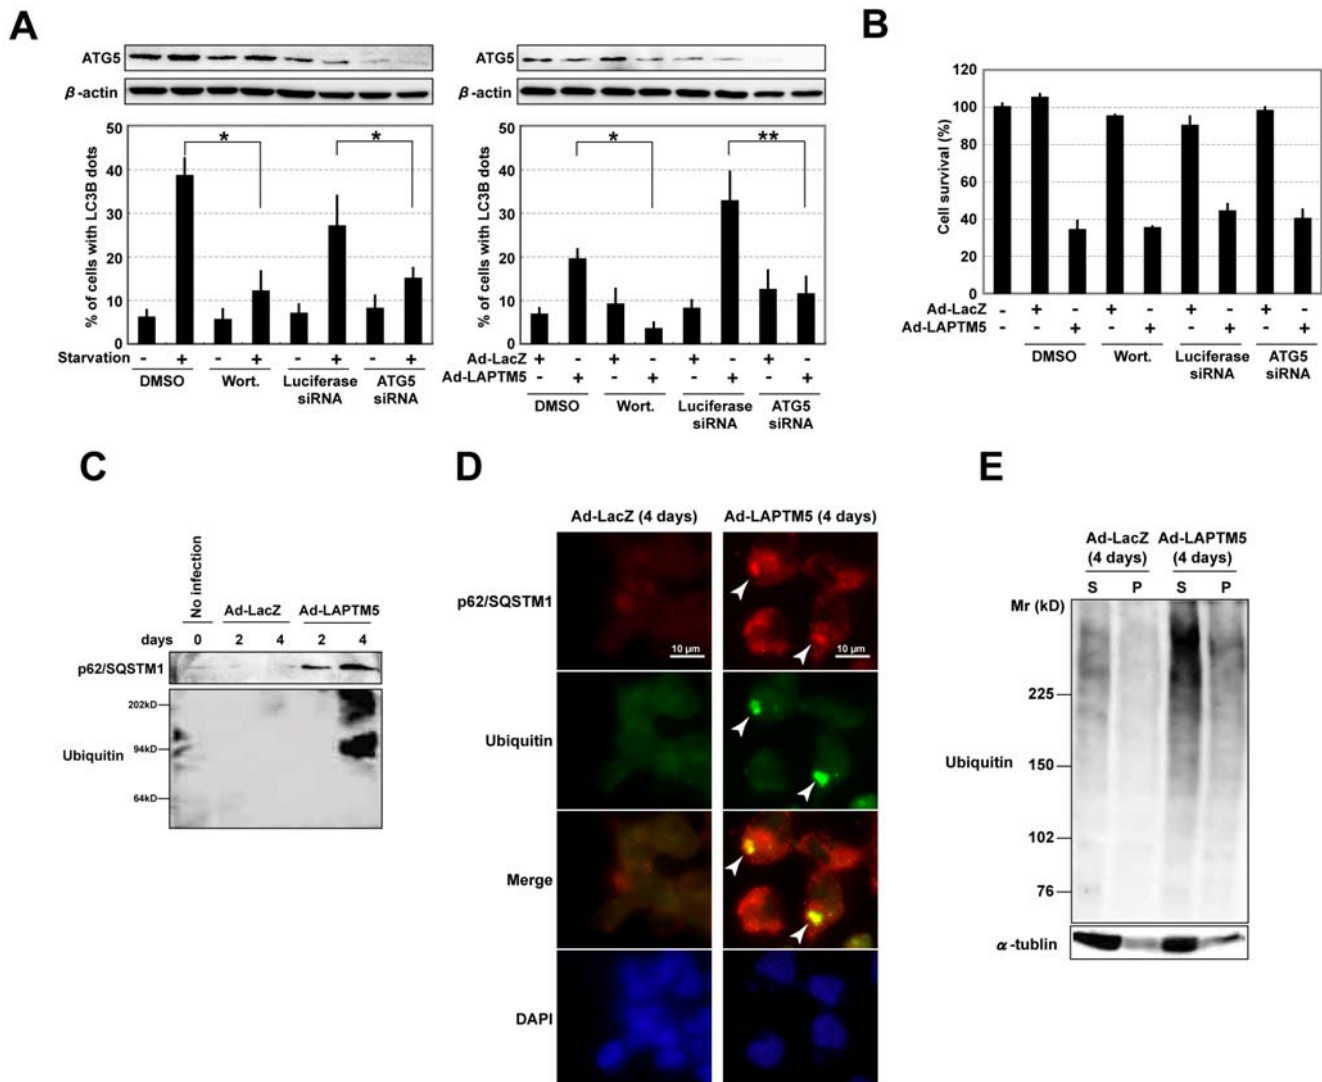 A
ATG5
β-actin
% of cells with LC3B dots
50
40
30
20
10
0
* *
Starvation - + - + - + - +
DMSO Wort. Luciferase siRNA ATG5 siRNA
ATG5
β-actin
% of cells with LC3B dots
50
40
30
20
10
0
* **
Ad-LacZ + - + - + - + -
Ad-LAPTM5 - + - + - + - +
DMSO Wort. Luciferase siRNA ATG5 siRNA
B
Cell survival (%)
120
100
80
60
40
20
0
Ad-LacZ - + - + - + - + -
Ad-LAPTM5 - - + - + - + - +
DMSO Wort. Luciferase siRNA ATG5 siRNA
C
No infection
Ad-LacZ Ad-LAPTM5
days 0 2 4 2 4
p62/SQSTM1
202kD
Ubiquitin 94kD
64kD
D
Ad-LacZ (4 days) Ad-LAPTM5 (4 days)
p62/SQSTM1
10 μm 10 μm
Ubiquitin
Merge
DAPI
E
Ad-LacZ Ad-LAPTM5
(4 days) (4 days)
Mr (kD) S P S P
225
Ubiquitin 150
102
76
α-tublin